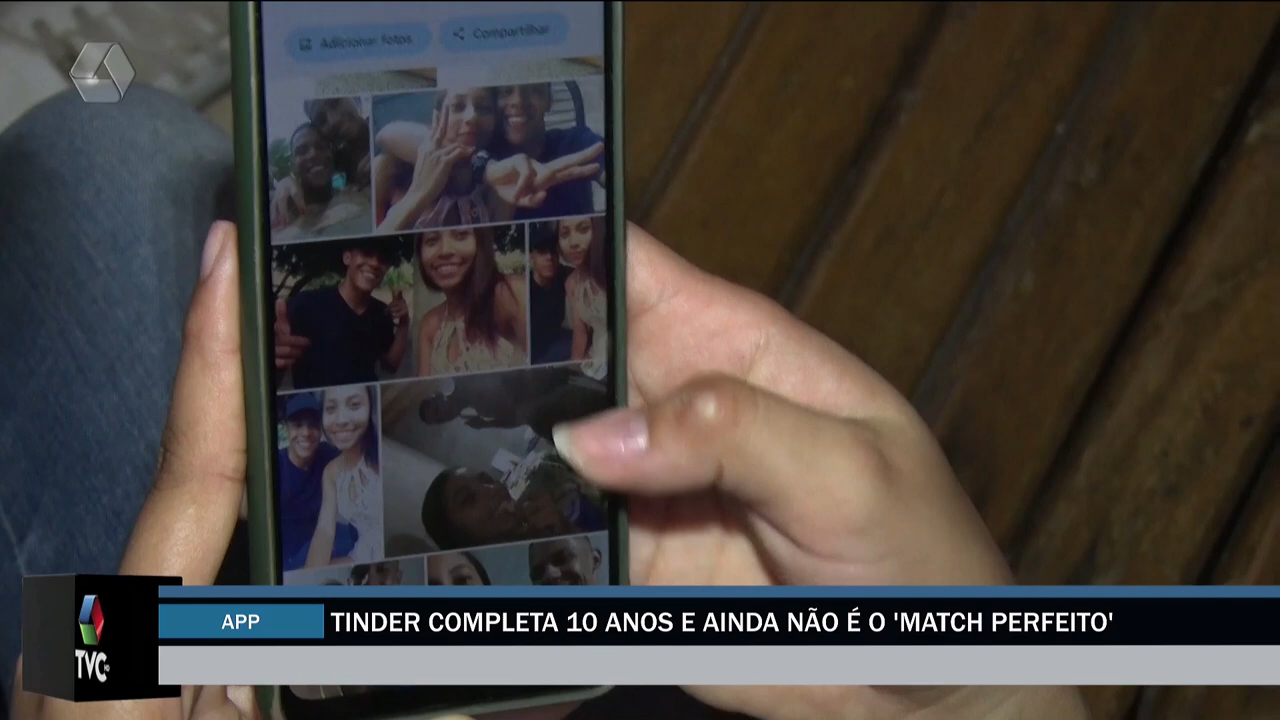 Adicionar fotos
Compartilhar
APP
TINDER COMPLETA 10 ANOS E AINDA NÃO É O 'MATCH PERFEITO'
TVC